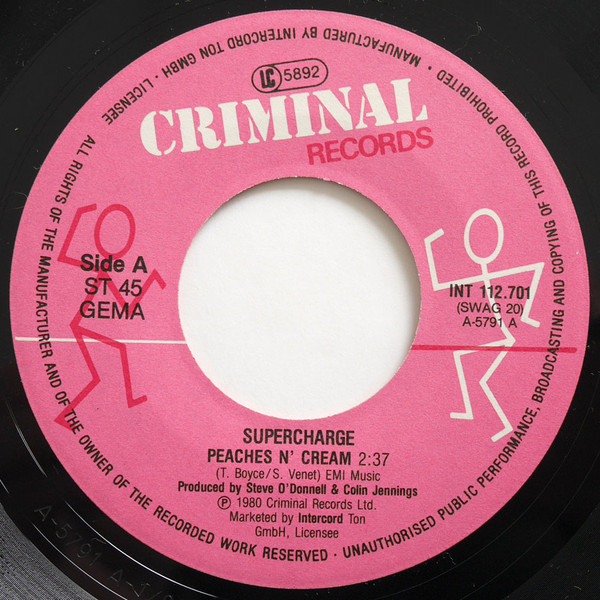 ALL RIGHTS OF THE MANUFACTURER AND OF THE OWNER OF THE RECORDED WORK RESERVED · UNAUTHORISED PUBLIC PERFORMANCE, BROADCASTING AND COPYING OF THIS RECORD PROHIBITED · MANUFACTURED BY INTERCORD TON GMBH · LICENSEE
LC 5892
CRIMINAL
RECORDS
Side A
ST 45
GEMA
INT 112.701
(SWAG 20)
A-5791 A
SUPERCHARGE
PEACHES N' CREAM 2:37
(T. Boyce/S. Venet) EMI Music
Produced by Steve O'Donnell & Colin Jennings
Ⓟ 1980 Criminal Records Ltd.
Marketed by Intercord Ton
GmbH, Licensee
A-5791 A-